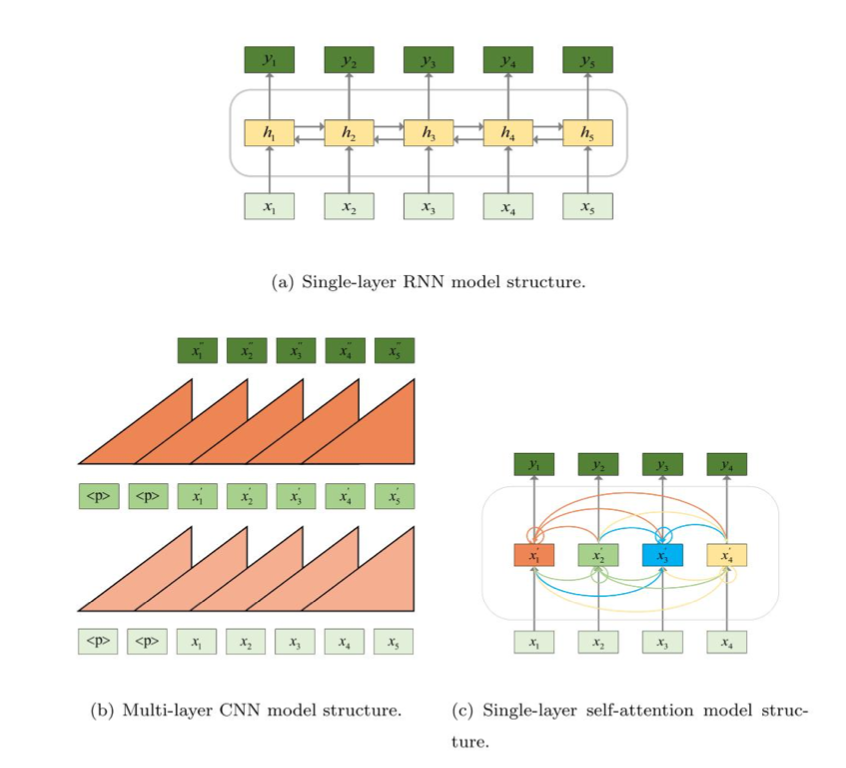 y₁ y₂ y₃ y₄ y₅
h₁ h₂ h₃ h₄ h₅
x₁ x₂ x₃ x₄ x₅
(a) Single-layer RNN model structure.
x₁'' x₂'' x₃'' x₄'' x₅''
<p> <p> x₁' x₂' x₃' x₄' x₅'
<p> <p> x₁ x₂ x₃ x₄ x₅
(b) Multi-layer CNN model structure.
y₁ y₂ y₃ y₄
x₁' x₂' x₃' x₄'
x₁ x₂ x₃ x₄
(c) Single-layer self-attention model struc-
ture.